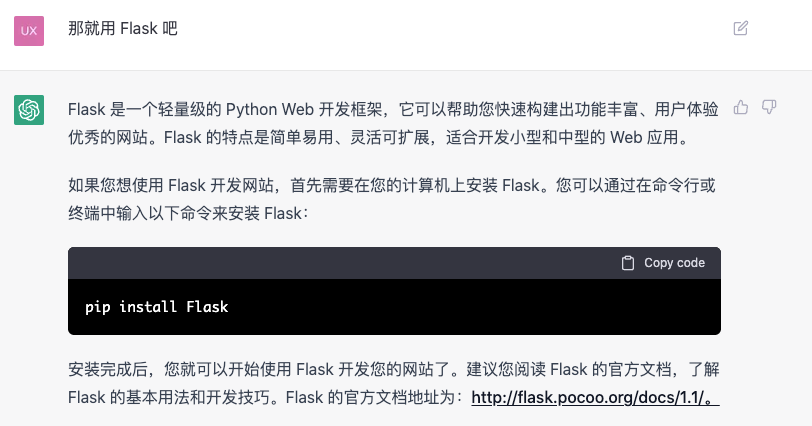 UX
那就用 Flask 吧
Flask 是一个轻量级的 Python Web 开发框架，它可以帮助您快速构建出功能丰富、用户体验
优秀的网站。Flask 的特点是简单易用、灵活可扩展，适合开发小型和中型的 Web 应用。
如果您想使用 Flask 开发网站，首先需要在您的计算机上安装 Flask。您可以通过在命令行或
终端中输入以下命令来安装 Flask：
Copy code
pip install Flask
安装完成后，您就可以开始使用 Flask 开发您的网站了。建议您阅读 Flask 的官方文档，了解
Flask 的基本用法和开发技巧。Flask 的官方文档地址为：http://flask.pocoo.org/docs/1.1/。